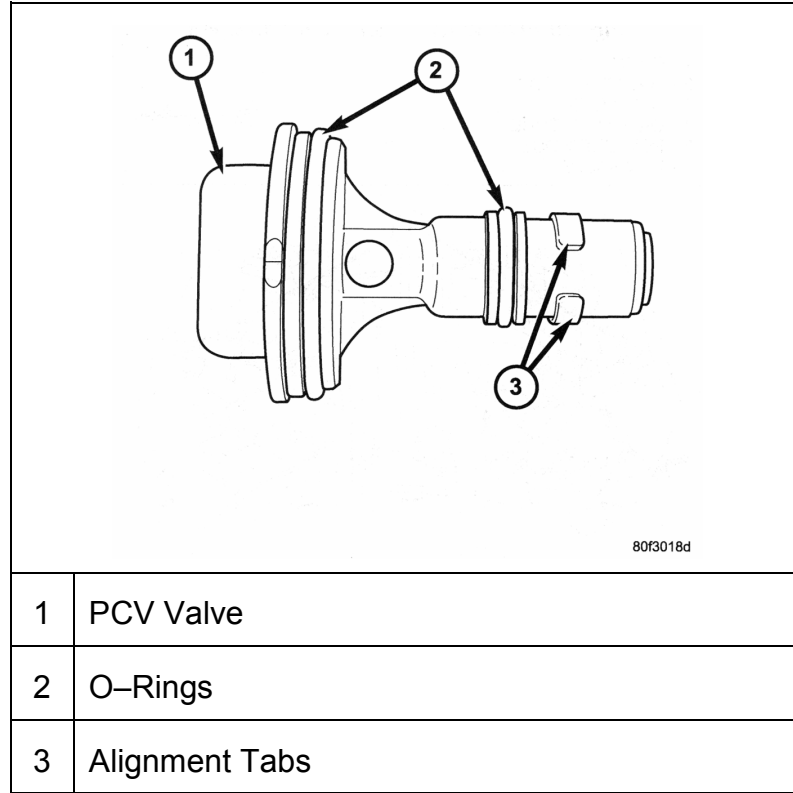 1
2
3
80f3018d
1 PCV Valve
2 O–Rings
3 Alignment Tabs